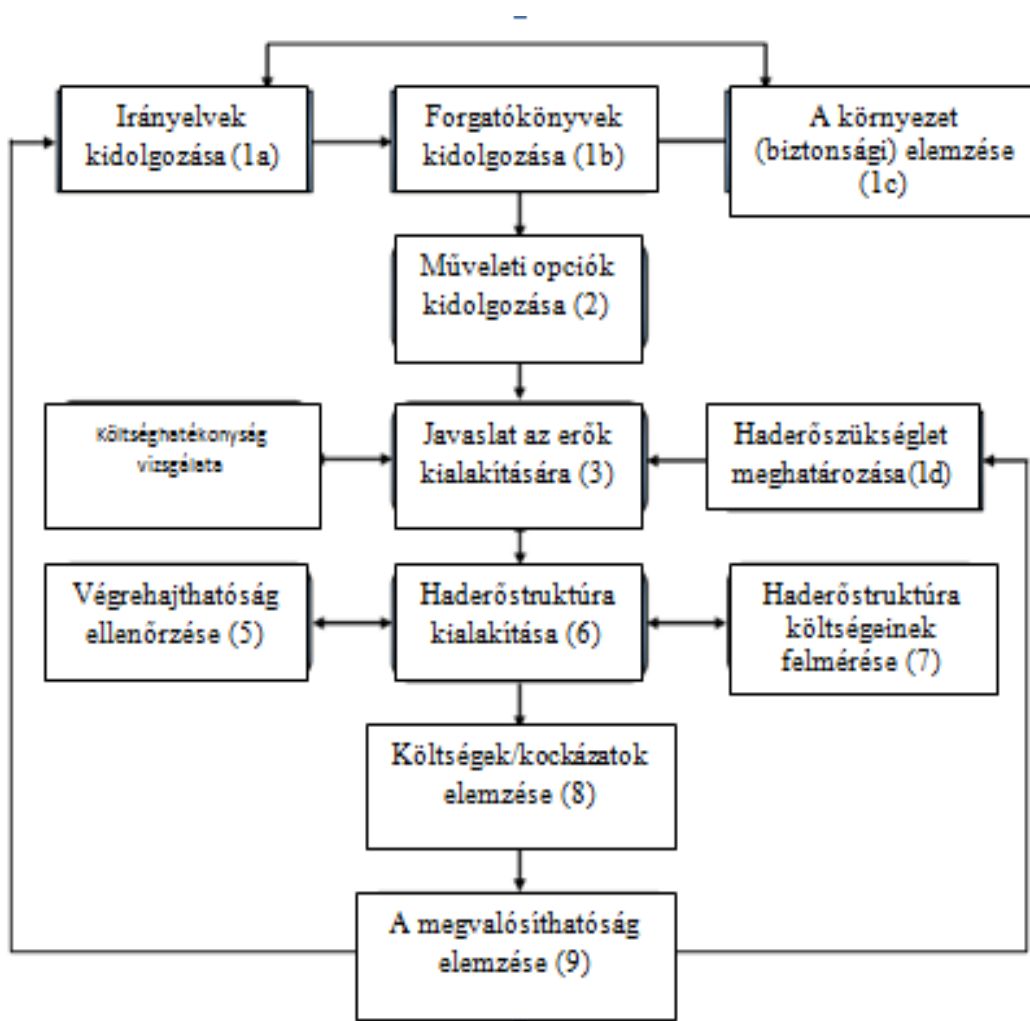 Irányelvek
kidolgozása (1a)
Forgatókönyvek
kidolgozása (1b)
A környezet
(biztonsági) elemzése
(1c)
Műveleti opciók
kidolgozása (2)
Költséghatékonyság
vizsgálata
Javaslat az erők
kialakítására (3)
Haderőszükséglet
meghatározása(1d)
Végrehajthatóság
ellenőrzése (5)
Haderőstruktúra
kialakítása (6)
Haderőstruktúra
költségeinek
felmérése (7)
Költségek/kockázatok
elemzése (8)
A megvalósíthatóság
elemzése (9)